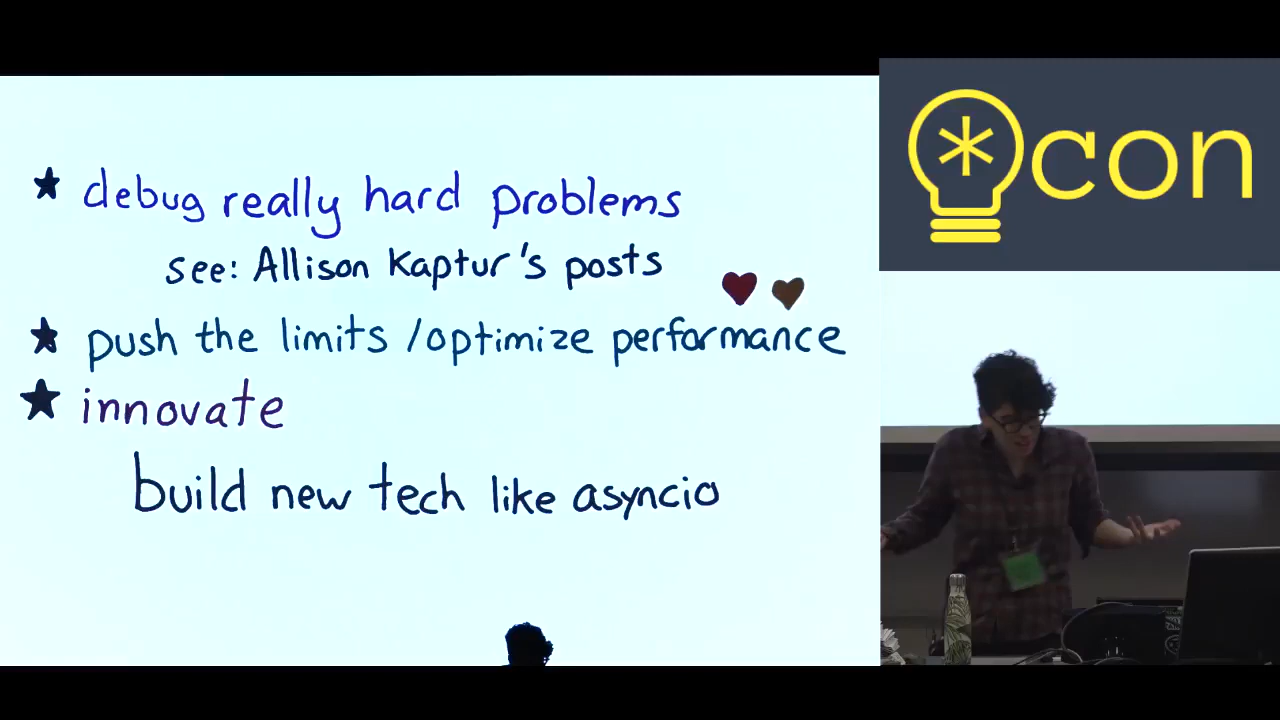 ★ debug really hard problems
see: Allison Kaptur's posts
★ push the limits / optimize performance
★ innovate
build new tech like asyncio
*con